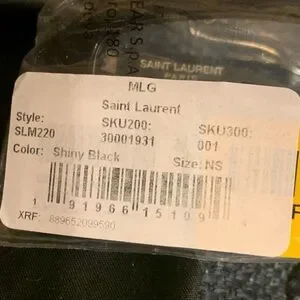 SAINT LAURENT
PARIS
MLG
Saint Laurent
Style: SKU200: SKU300:
SLM220 30001931 001
Color: Shiny Black Size: NS
1 91966 15109
XRF: 889652099590